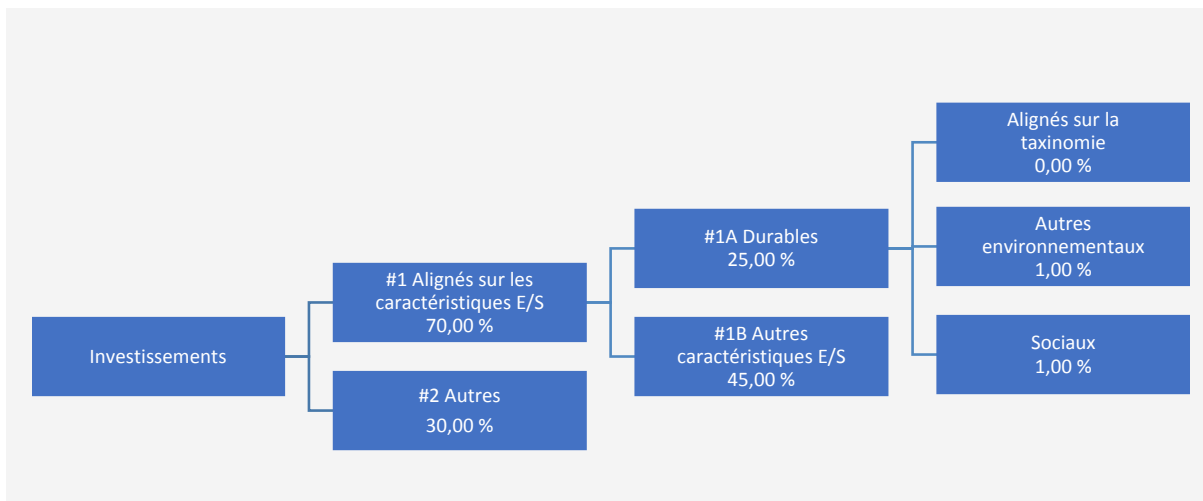 Investissements
#1 Alignés sur les
caractéristiques E/S
70,00 %
#2 Autres
30,00 %
#1A Durables
25,00 %
#1B Autres
caractéristiques E/S
45,00 %
Alignés sur la
taxinomie
0,00 %
Autres
environnementaux
1,00 %
Sociaux
1,00 %